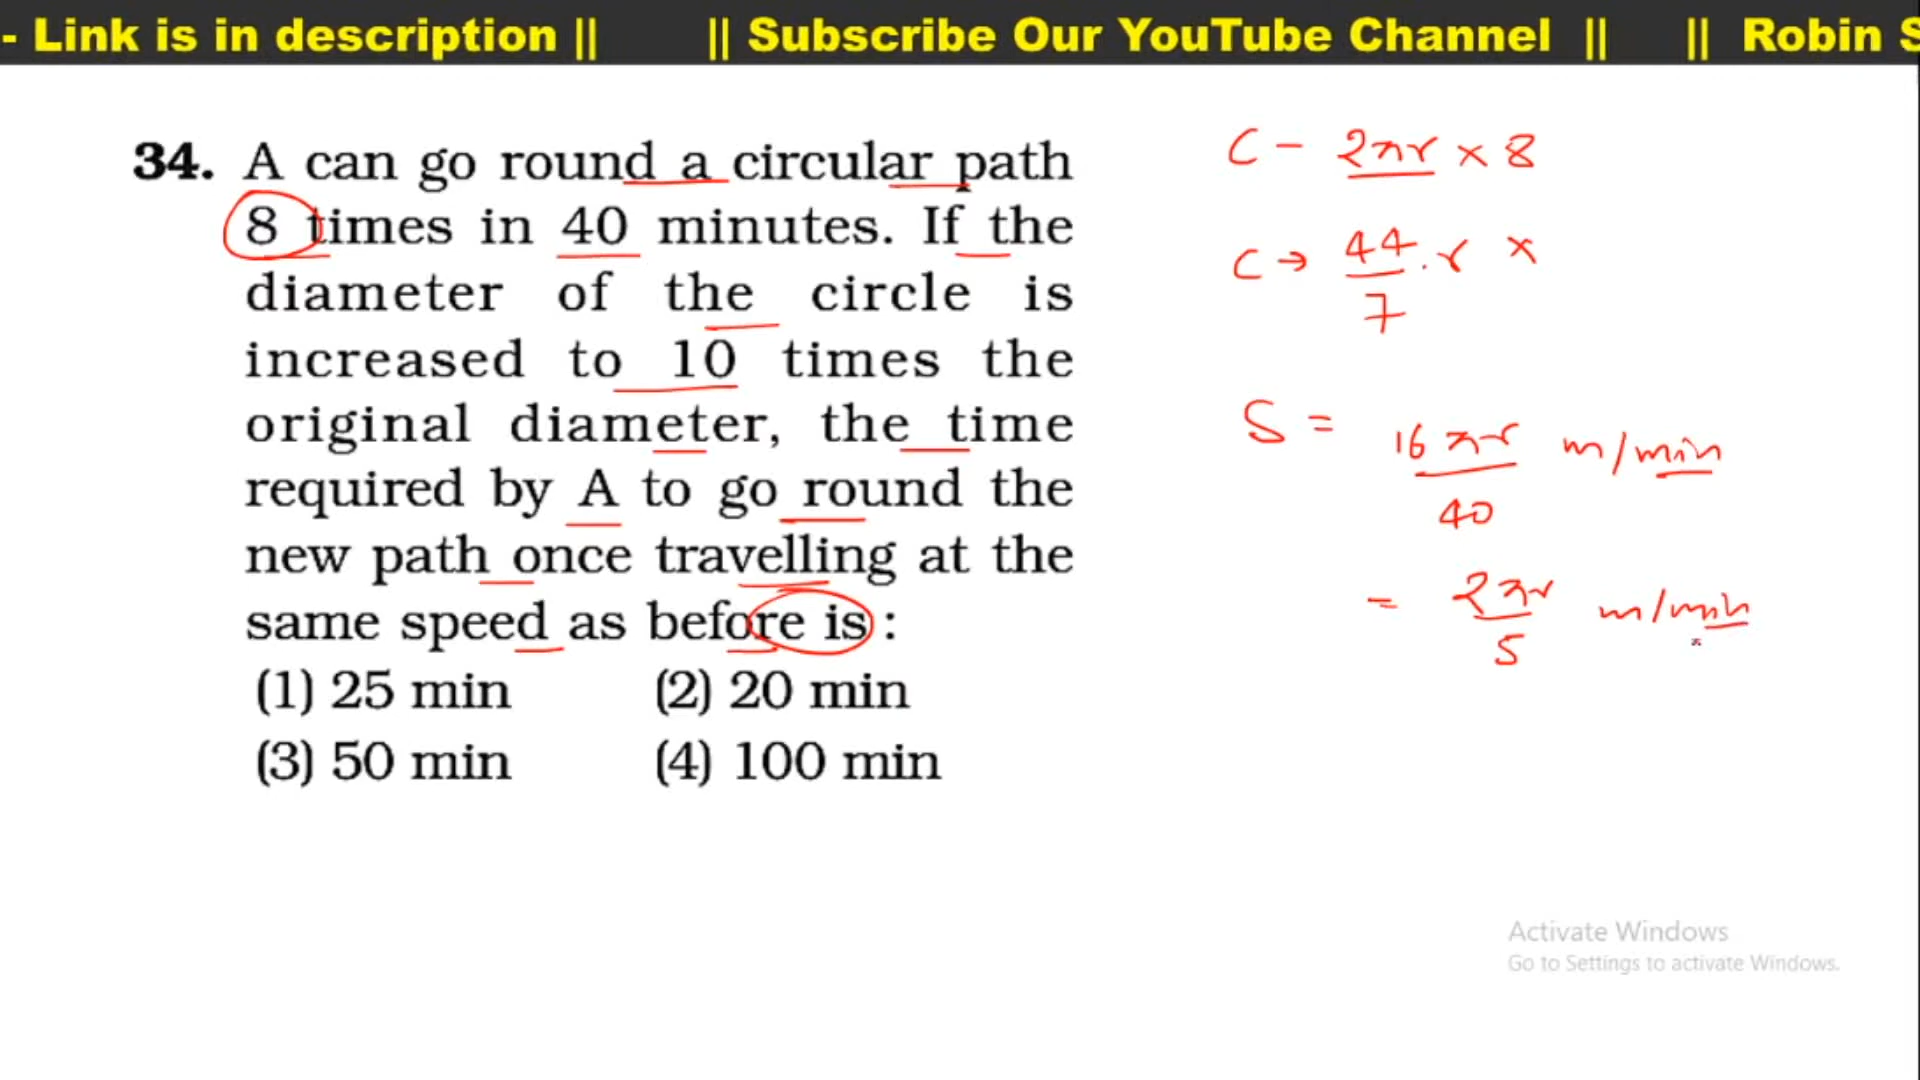 - Link is in description || || Subscribe Our YouTube Channel || || Robin S
34. A can go round a circular path
8 times in 40 minutes. If the
diameter of the circle is
increased to 10 times the
original diameter, the time
required by A to go round the
new path once travelling at the
same speed as before is :
(1) 25 min (2) 20 min
(3) 50 min (4) 100 min
C - 2πr × 8
C → 44/7 . r ×
S = 16πr/40 m/min
= 2πr/5 m/min
Activate Windows
Go to Settings to activate Windows.